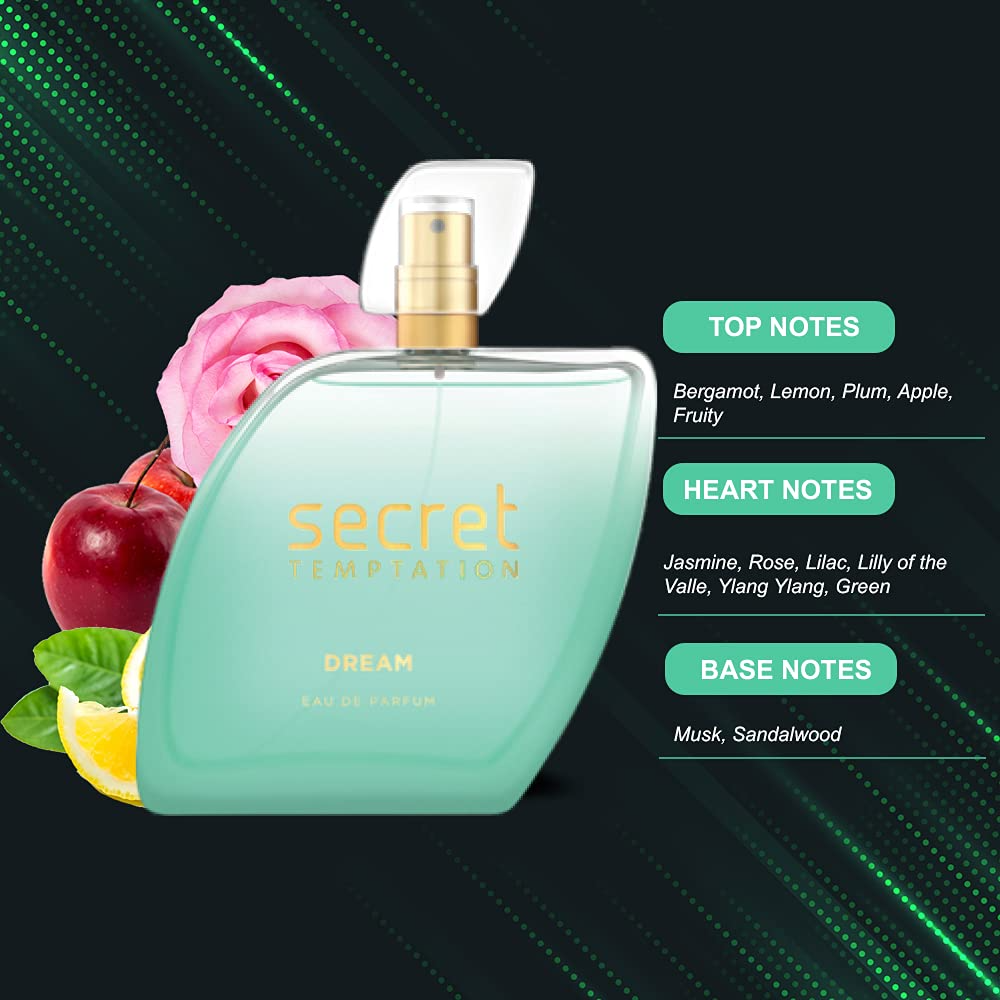 secret
TEMPTATION
DREAM
EAU DE PARFUM
TOP NOTES
Bergamot, Lemon, Plum, Apple,
Fruity
HEART NOTES
Jasmine, Rose, Lilac, Lilly of the
Valle, Ylang Ylang, Green
BASE NOTES
Musk, Sandalwood